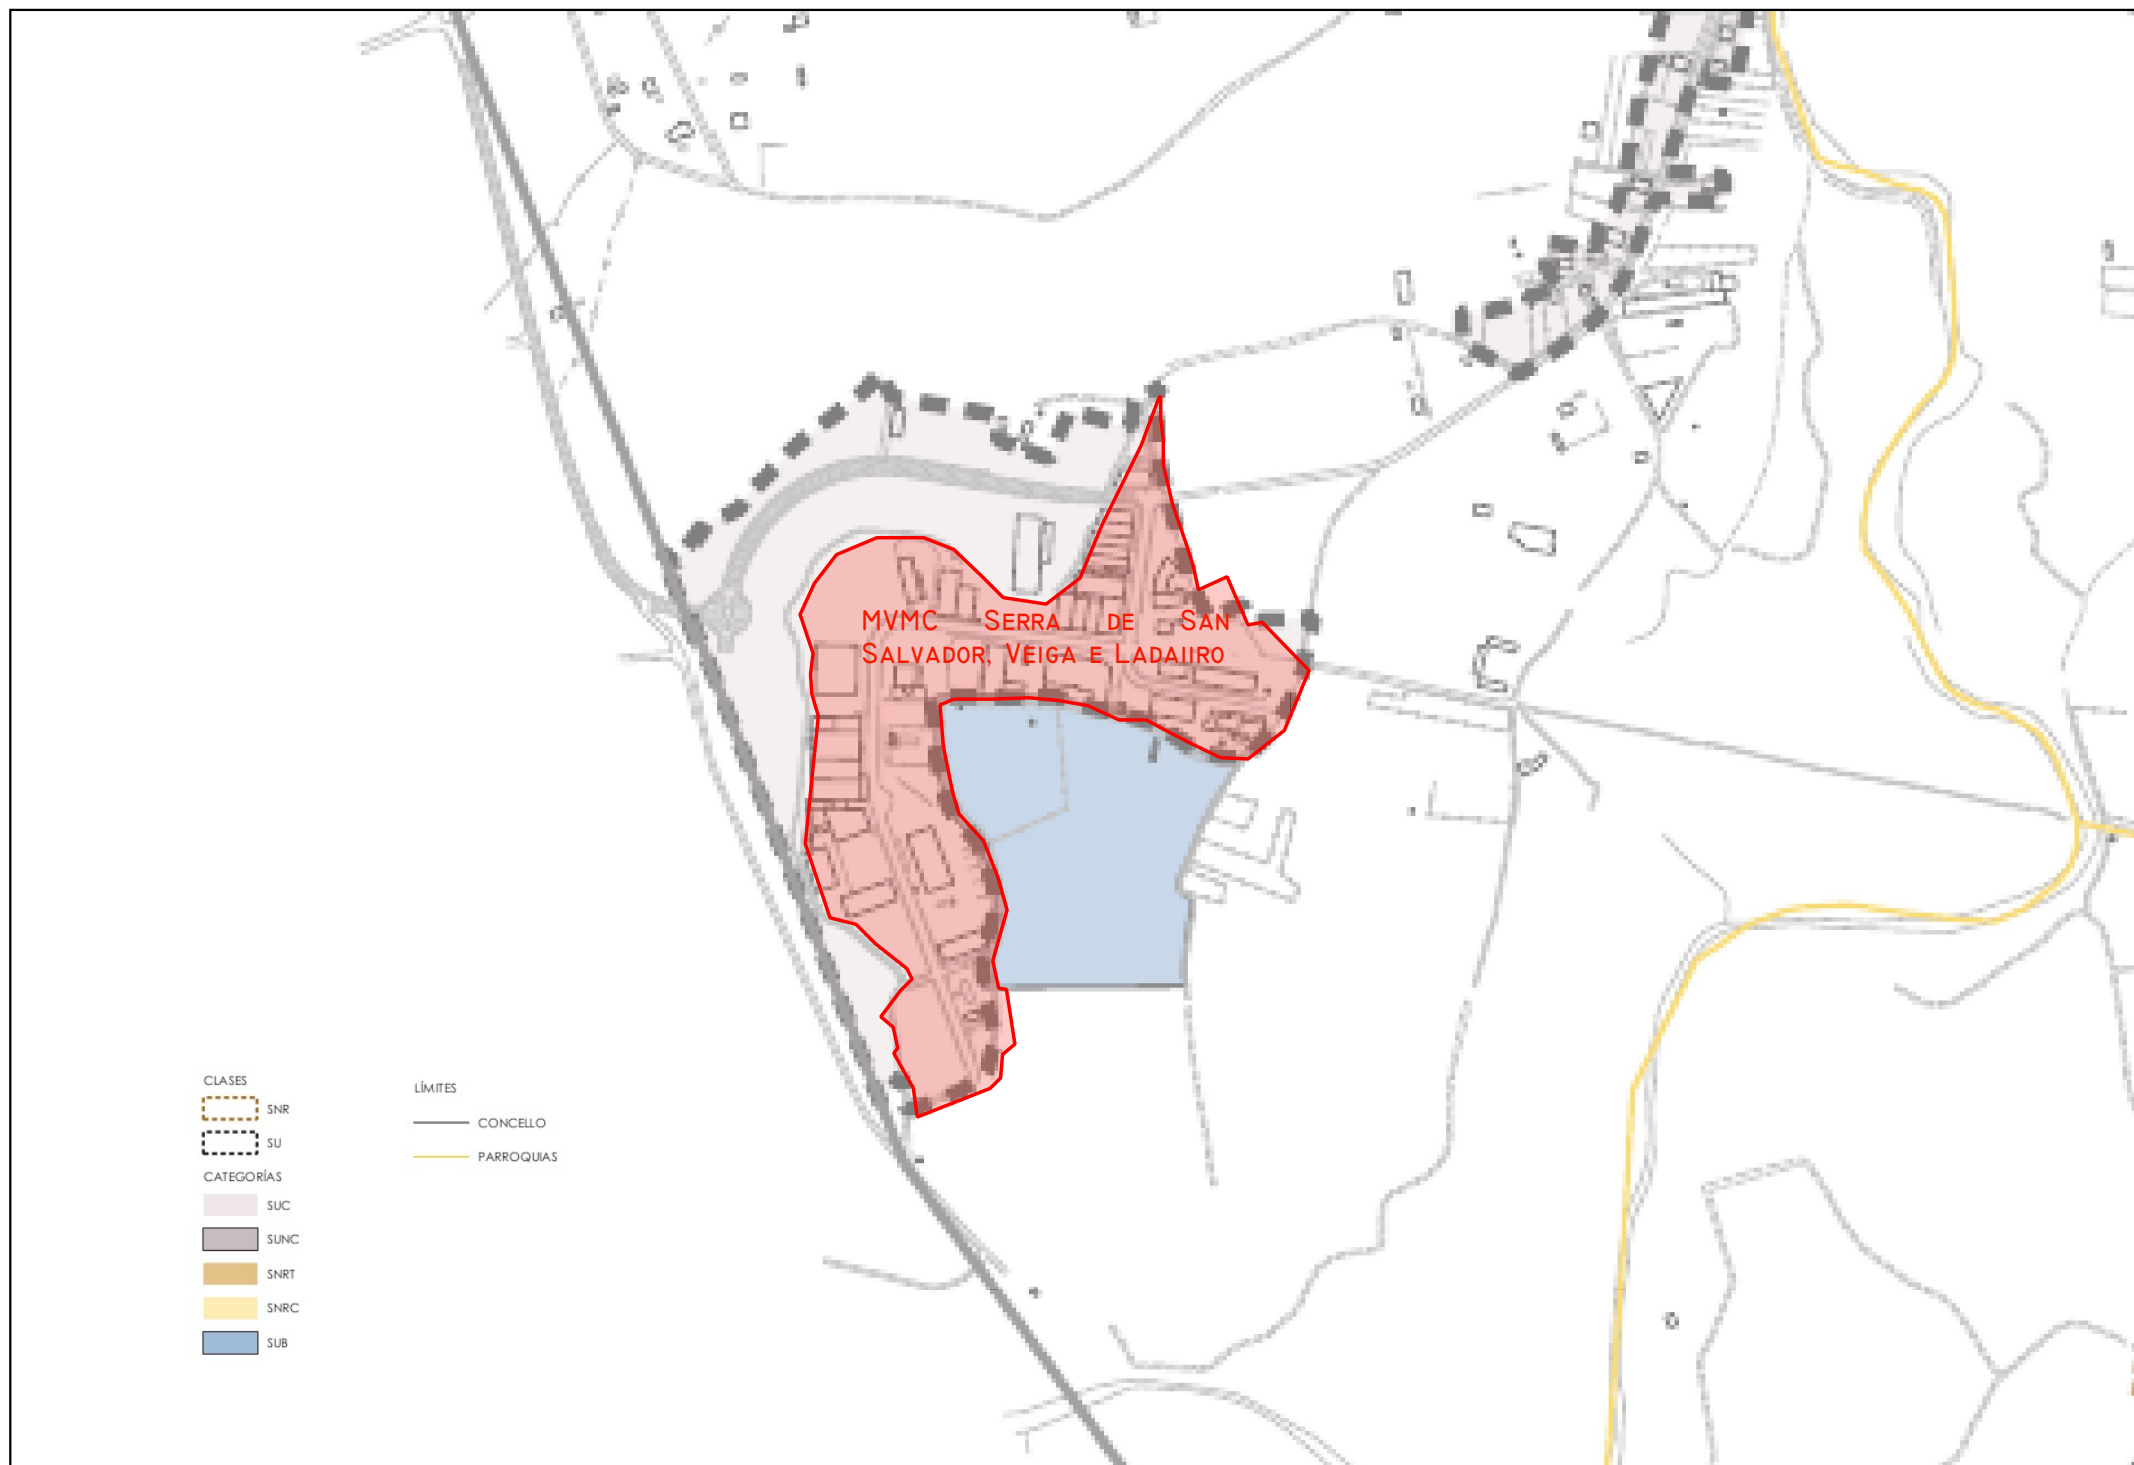 MVMC SERRA DE SAN
SALVADOR, VEIGA E LADAIIRO
CLASES
SNR
SU
CATEGORÍAS
SUC
SUNC
SNRT
SNRC
SUB
LÍMITES
CONCELLO
PARROQUIAS